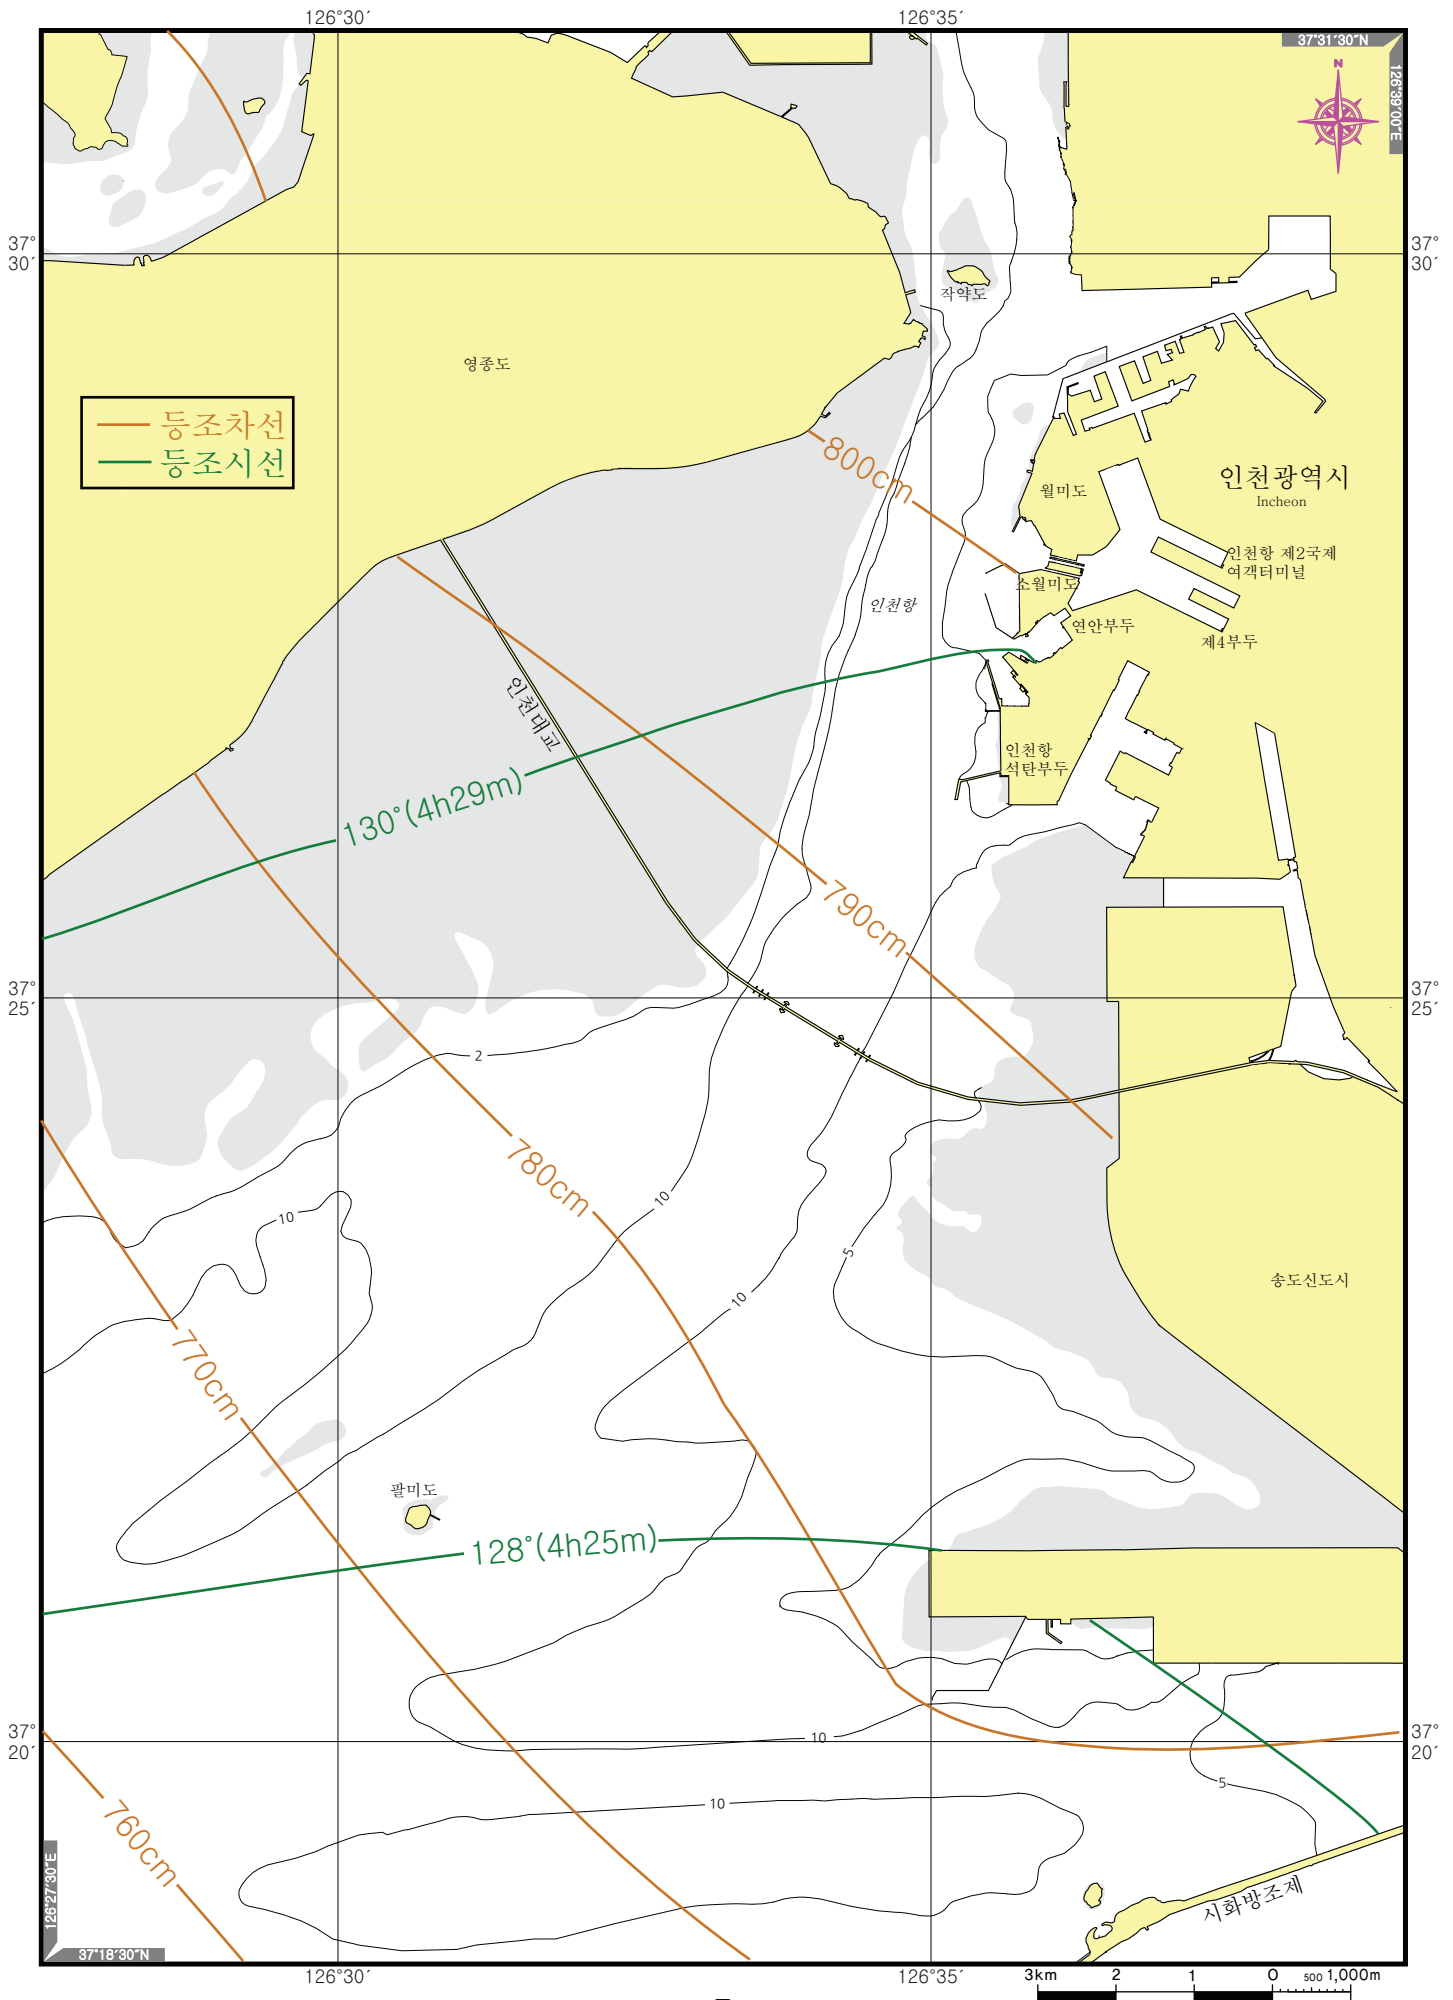 126°30´
126°35´
37°31´30"N
126°39´00"E
N
37°
30´
37°
30´
작약도
영종도
등조차선
등조시선
800cm
월미도
인천광역시
Incheon
인천항 제2국제
여객터미널
소월미도
인천항
연안부두
제4부두
인천대교
인천항
석탄부두
130°(4h29m)
790cm
37°
25´
37°
25´
2
780cm
10
10
5
10
송도신도시
770cm
팔미도
128°(4h25m)
37°
20´
37°
20´
10
5
10
760cm
시화방조제
126°27´30"E
37°18´30"N
126°30´
126°35´
3km 2 1 0 500 1,000m